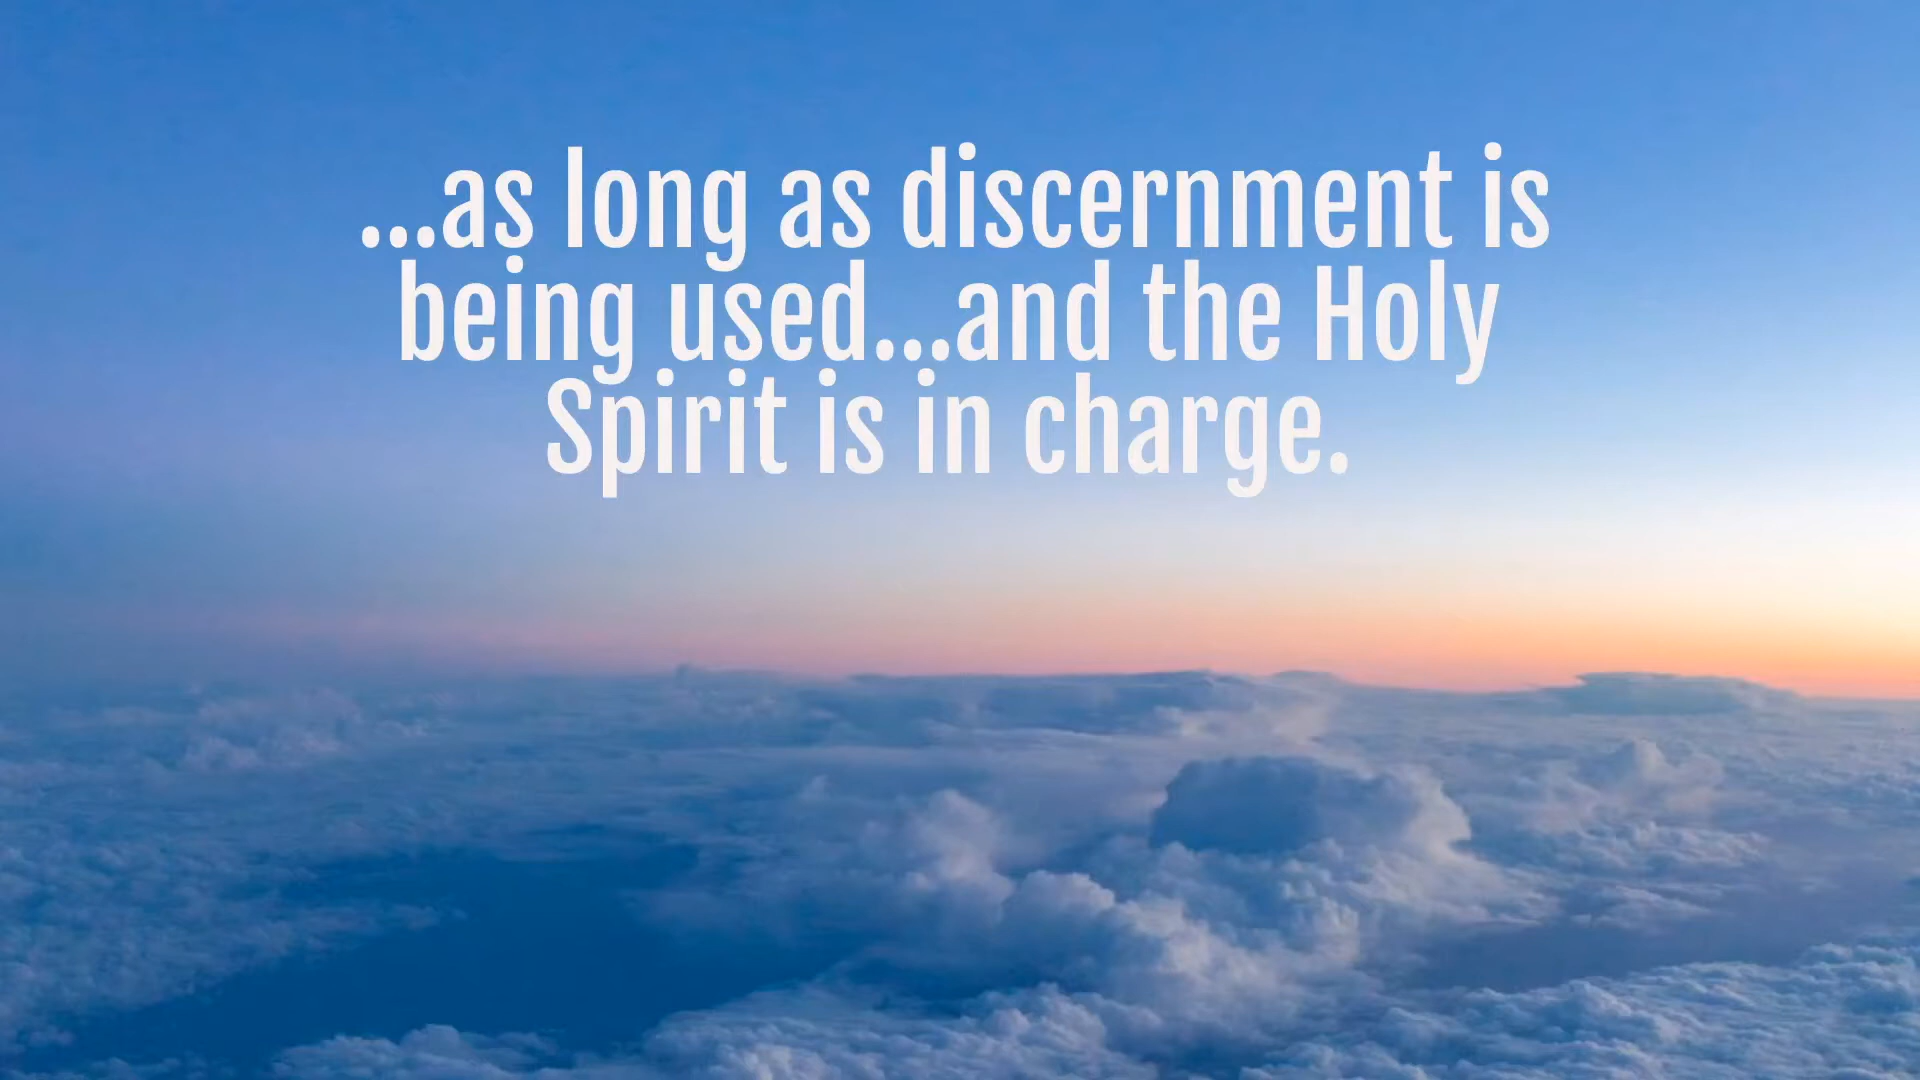 ...as long as discernment is
being used...and the Holy
Spirit is in charge.